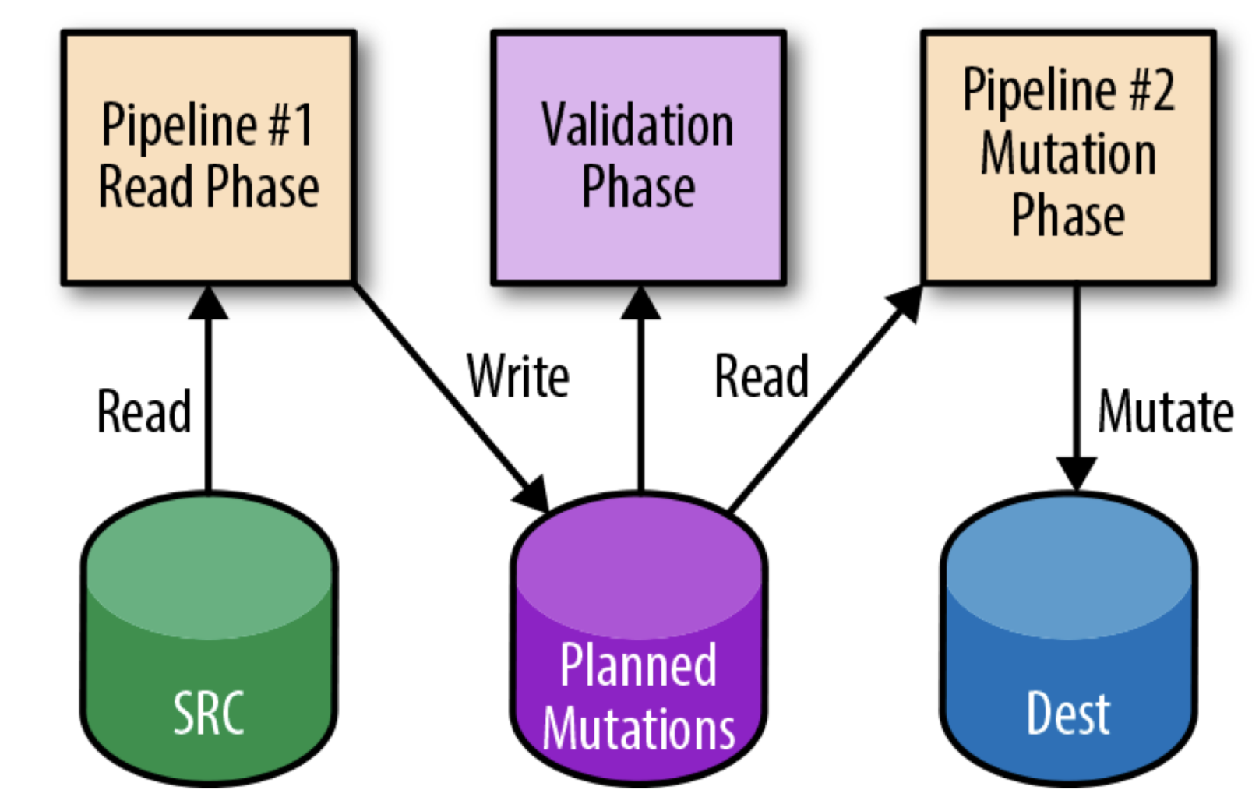 Pipeline #1
Read Phase
Validation
Phase
Pipeline #2
Mutation
Phase
Read
Write
Read
Mutate
SRC
Planned
Mutations
Dest